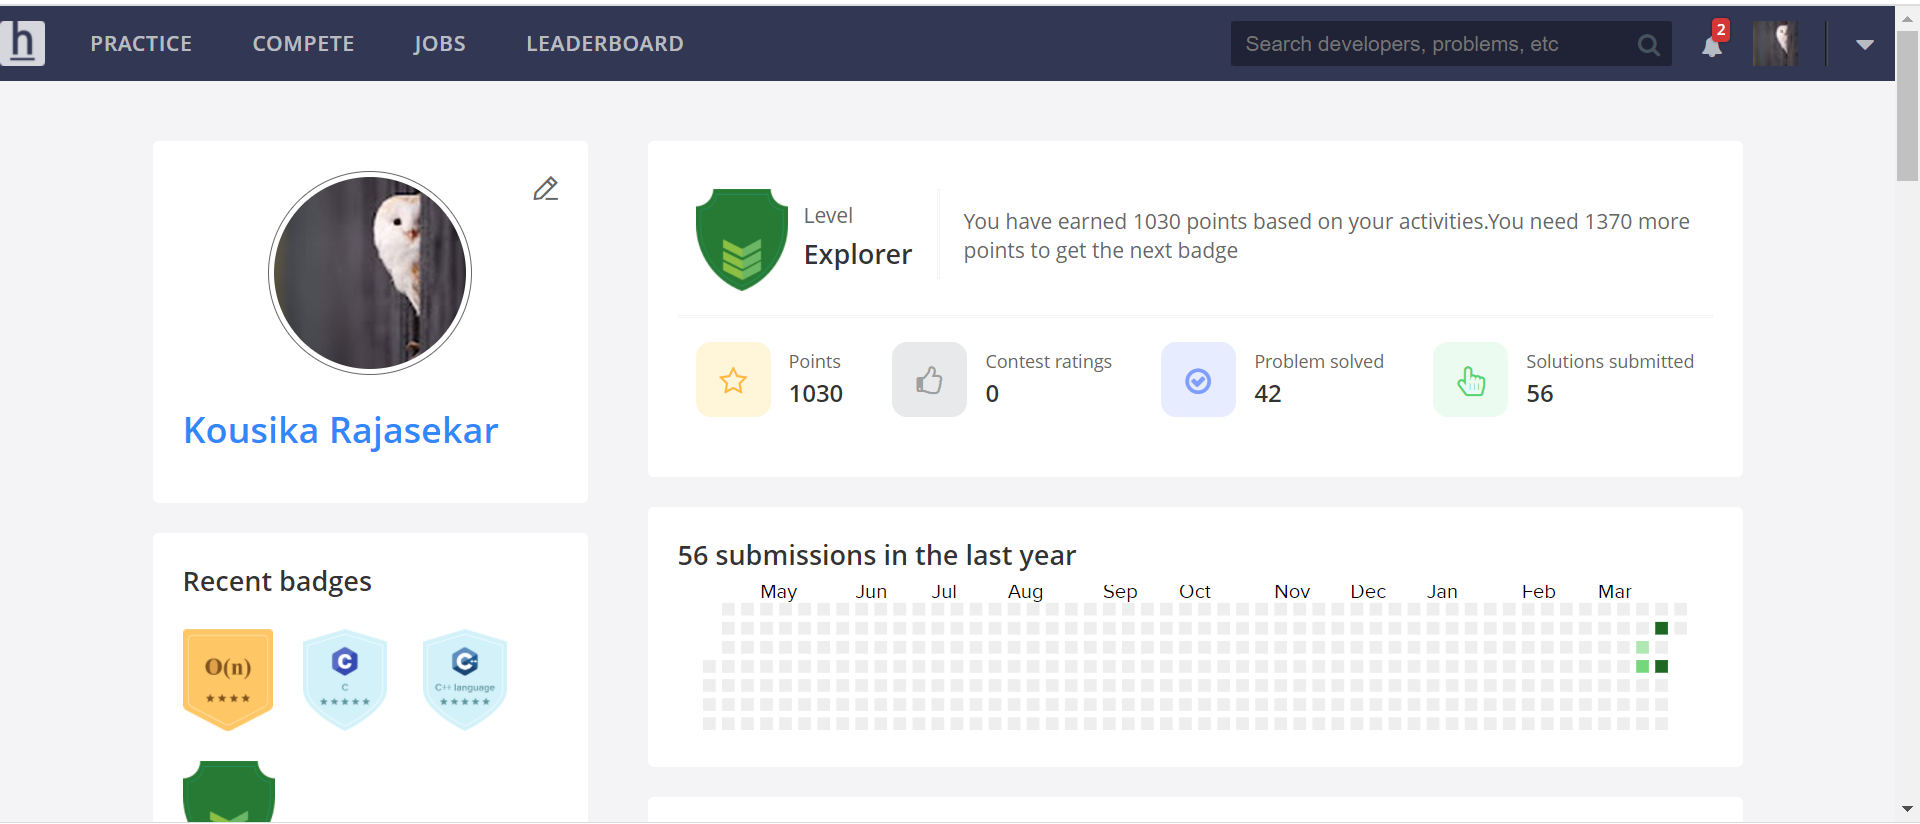 h
PRACTICE COMPETE JOBS LEADERBOARD
Search developers, problems, etc
2
Kousika Rajasekar
Recent badges
O(n)
C
C
C++
C++ language
Level
Explorer
You have earned 1030 points based on your activities.You need 1370 more
points to get the next badge
Points
1030
Contest ratings
0
Problem solved
42
Solutions submitted
56
56 submissions in the last year
May Jun Jul Aug Sep Oct Nov Dec Jan Feb Mar